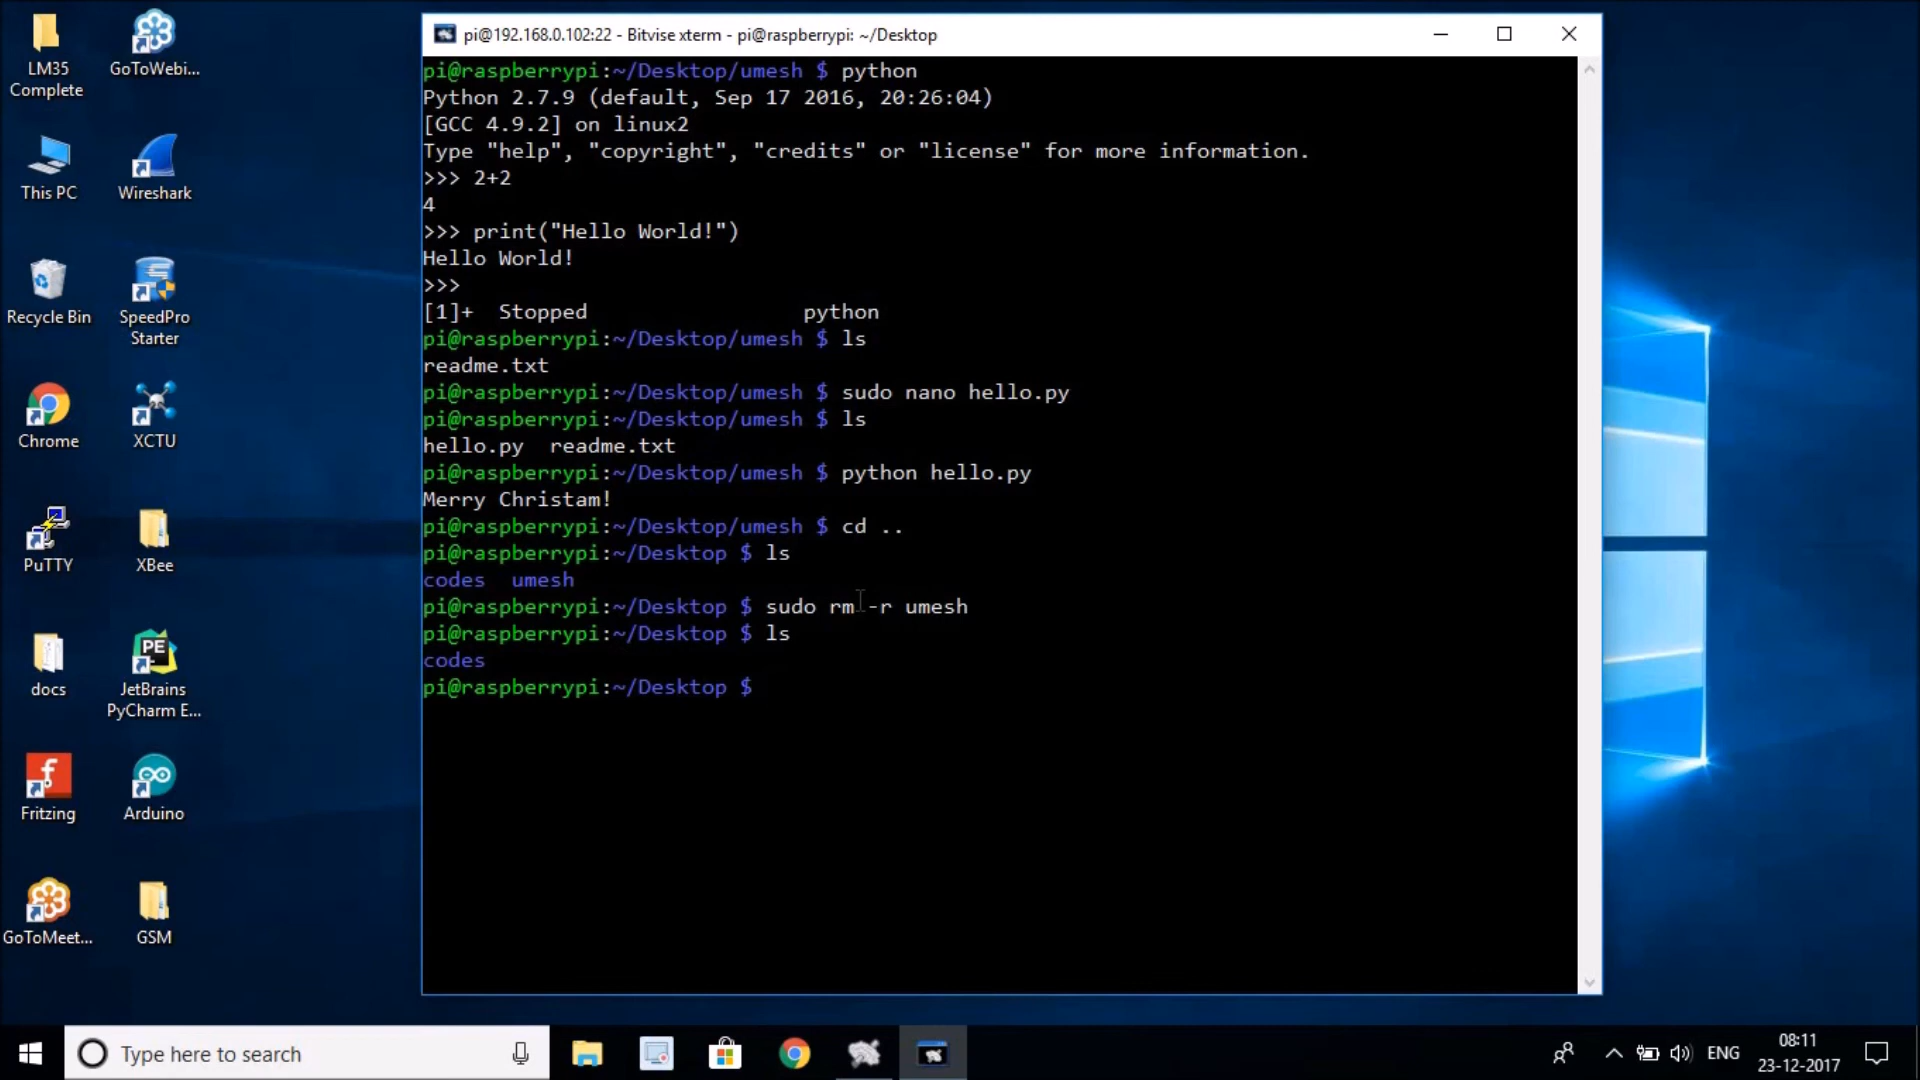 LM35 Complete
GoToWebi...
This PC
Wireshark
Recycle Bin
SpeedPro Starter
Chrome
XCTU
PuTTY
XBee
docs
JetBrains PyCharm E...
Fritzing
Arduino
GoToMeet...
GSM
pi@192.168.0.102:22 - Bitvise xterm - pi@raspberrypi: ~/Desktop
pi@raspberrypi:~/Desktop/umesh $ python
Python 2.7.9 (default, Sep 17 2016, 20:26:04)
[GCC 4.9.2] on linux2
Type "help", "copyright", "credits" or "license" for more information.
>>> 2+2
4
>>> print("Hello World!")
Hello World!
>>>
[1]+  Stopped                 python
pi@raspberrypi:~/Desktop/umesh $ ls
readme.txt
pi@raspberrypi:~/Desktop/umesh $ sudo nano hello.py
pi@raspberrypi:~/Desktop/umesh $ ls
hello.py  readme.txt
pi@raspberrypi:~/Desktop/umesh $ python hello.py
Merry Christam!
pi@raspberrypi:~/Desktop/umesh $ cd ..
pi@raspberrypi:~/Desktop $ ls
codes  umesh
pi@raspberrypi:~/Desktop $ sudo rm -r umesh
pi@raspberrypi:~/Desktop $ ls
codes
pi@raspberrypi:~/Desktop $
Type here to search
ENG
08:11
23-12-2017